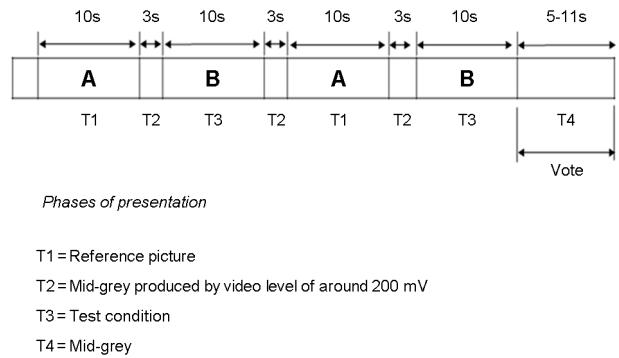 10s 3s 10s 3s 10s 3s 10s 5-11s
A B A B
T1 T2 T3 T2 T1 T2 T3 T4
Vote
Phases of presentation
T1 = Reference picture
T2 = Mid-grey produced by video level of around 200 mV
T3 = Test condition
T4 = Mid-grey